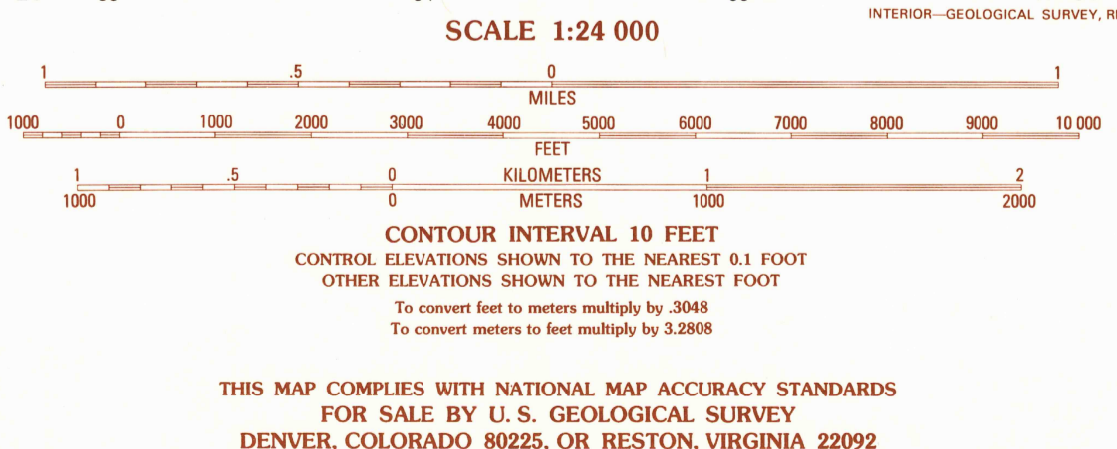 INTERIOR—GEOLOGICAL SURVEY,
SCALE 1:24 000
1 .5 0 1
MILES
1000 0 1000 2000 3000 4000 5000 6000 7000 8000 9000 10 000
FEET
1 .5 0 KILOMETERS 1 2
1000 0 METERS 1000 2000
CONTOUR INTERVAL 10 FEET
CONTROL ELEVATIONS SHOWN TO THE NEAREST 0.1 FOOT
OTHER ELEVATIONS SHOWN TO THE NEAREST FOOT
To convert feet to meters multiply by .3048
To convert meters to feet multiply by 3.2808
THIS MAP COMPLIES WITH NATIONAL MAP ACCURACY STANDARDS
FOR SALE BY U. S. GEOLOGICAL SURVEY
DENVER, COLORADO 80225, OR RESTON, VIRGINIA 22092